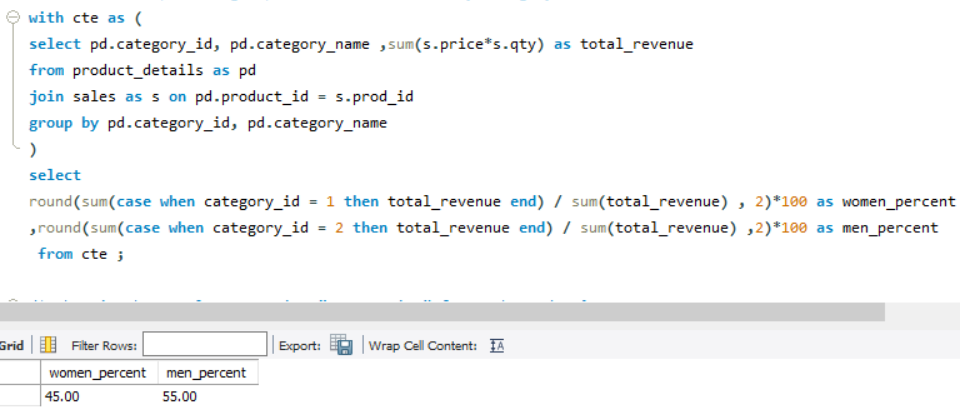 with cte as (
select pd.category_id, pd.category_name ,sum(s.price*s.qty) as total_revenue
from product_details as pd
join sales as s on pd.product_id = s.prod_id
group by pd.category_id, pd.category_name
)
select
round(sum(case when category_id = 1 then total_revenue end) / sum(total_revenue) , 2)*100 as women_percent
,round(sum(case when category_id = 2 then total_revenue end) / sum(total_revenue) ,2)*100 as men_percent
from cte ;
Grid Filter Rows: Export: Wrap Cell Content:
women_percent men_percent
45.00 55.00